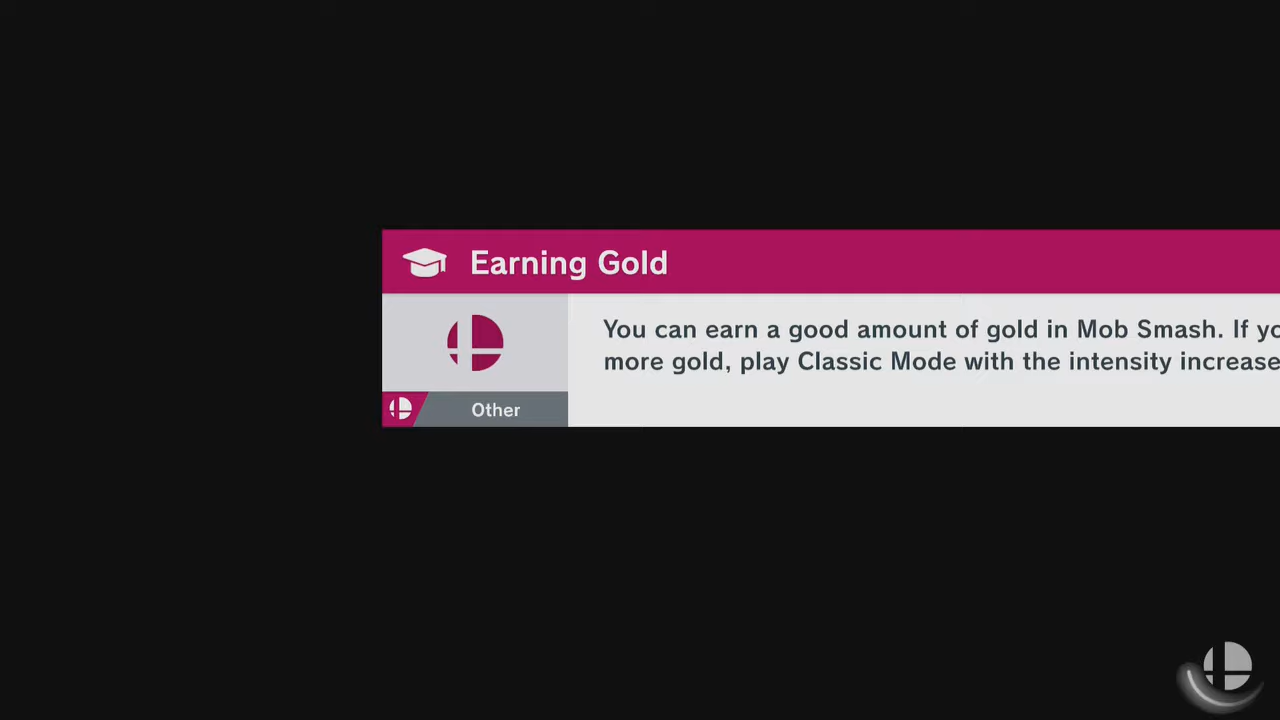 Earning Gold
You can earn a good amount of gold in Mob Smash. If
more gold, play Classic Mode with the intensity
Other